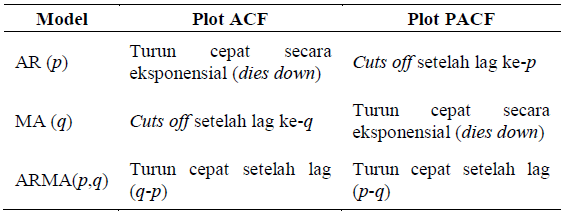 Model Plot ACF Plot PACF
AR (p) Turun cepat secara eksponensial (dies down) Cuts off setelah lag ke-p
MA (q) Cuts off setelah lag ke-q Turun cepat secara eksponensial (dies down)
ARMA(p,q) Turun cepat setelah lag (q-p) Turun cepat setelah lag (p-q)